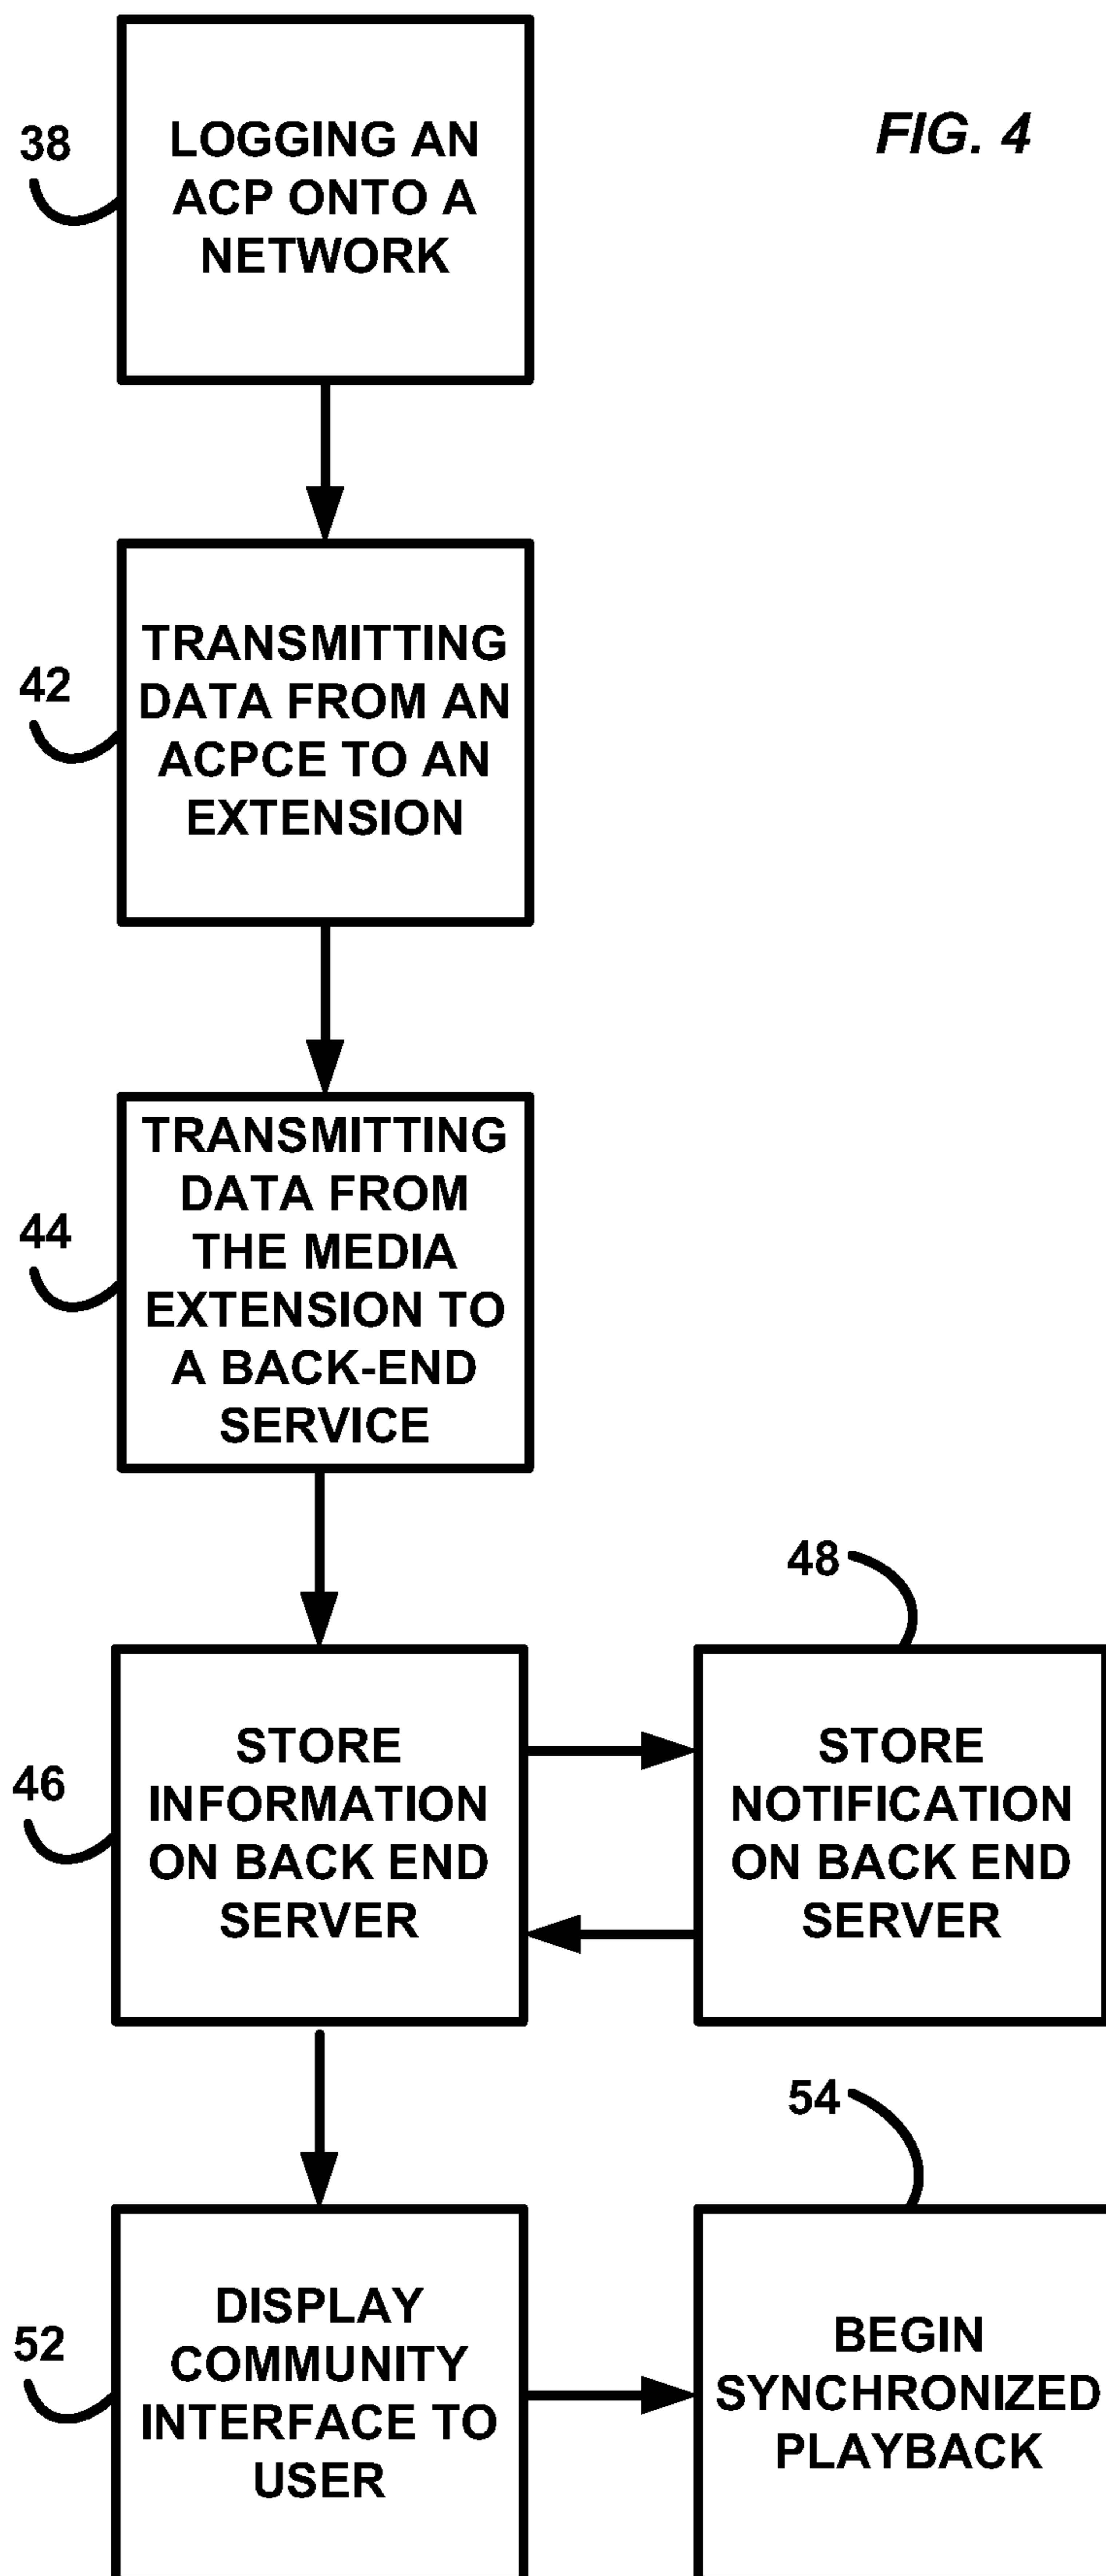 FIG. 4
38
LOGGING AN
ACP ONTO A
NETWORK
42
TRANSMITTING
DATA FROM AN
ACPCE TO AN
EXTENSION
44
TRANSMITTING
DATA FROM
THE MEDIA
EXTENSION TO
A BACK-END
SERVICE
46
STORE
INFORMATION
ON BACK END
SERVER
48
STORE
NOTIFICATION
ON BACK END
SERVER
52
DISPLAY
COMMUNITY
INTERFACE TO
USER
54
BEGIN
SYNCHRONIZED
PLAYBACK